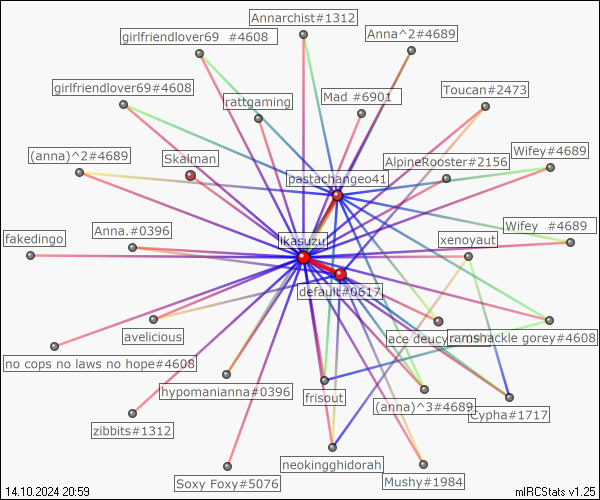 Annarchist#1312
girlfriendlover69 #4608
Anna^2#4689
girlfriendlover69#4608
rattgaming
Mad #6901
Toucan#2473
(anna)^2#4689
Skalman
AlpineRooster#2156
Wifey#4689
pastachangeo41
Anna.#0396
Wifey #4689
fakedingo
ikasuzu
xenoyaut
default#0617
avelicious
ace deucy
ramshackle gorey#4608
no cops no laws no hope#4608
hypomanianna#0396
frisout
(anna)^3#4689
Cypha#1717
zibbits#1312
neokingghidorah
Soxy Foxy#5076
Mushy#1984
14.10.2024 20:59
mIRCStats v1.25